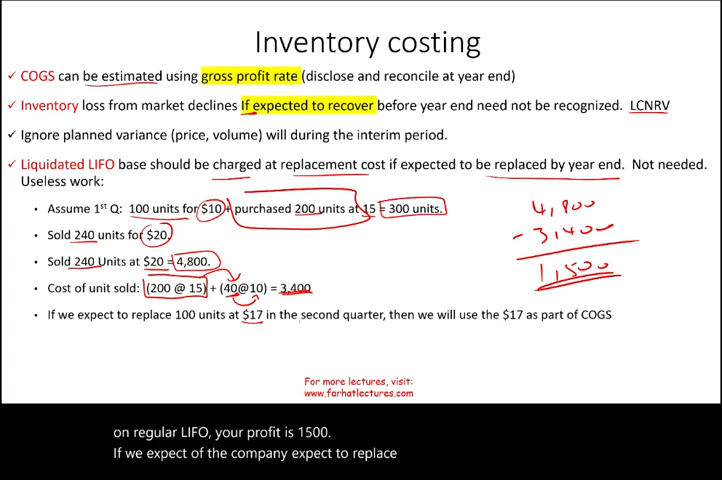 Inventory costing
✓ COGS can be estimated using gross profit rate (disclose and reconcile at year end)
✓ Inventory loss from market declines If expected to recover before year end need not be recognized. LCNRV
✓ Ignore planned variance (price, volume) will during the interim period.
✓ Liquidated LIFO base should be charged at replacement cost if expected to be replaced by year end. Not needed.
Useless work:
• Assume 1st Q: 100 units for $10 + purchased 200 units at 15 = 300 units.
• Sold 240 units for $20.
• Sold 240 Units at $20 = 4,800.
• Cost of unit sold: (200 @ 15) + (40@10) = 3,400
• If we expect to replace 100 units at $17 in the second quarter, then we will use the $17 as part of COGS
4,800
- 3,400
1,500
For more lectures, visit:
www.farhatlectures.com
on regular LIFO, your profit is 1500.
If we expect of the company expect to replace